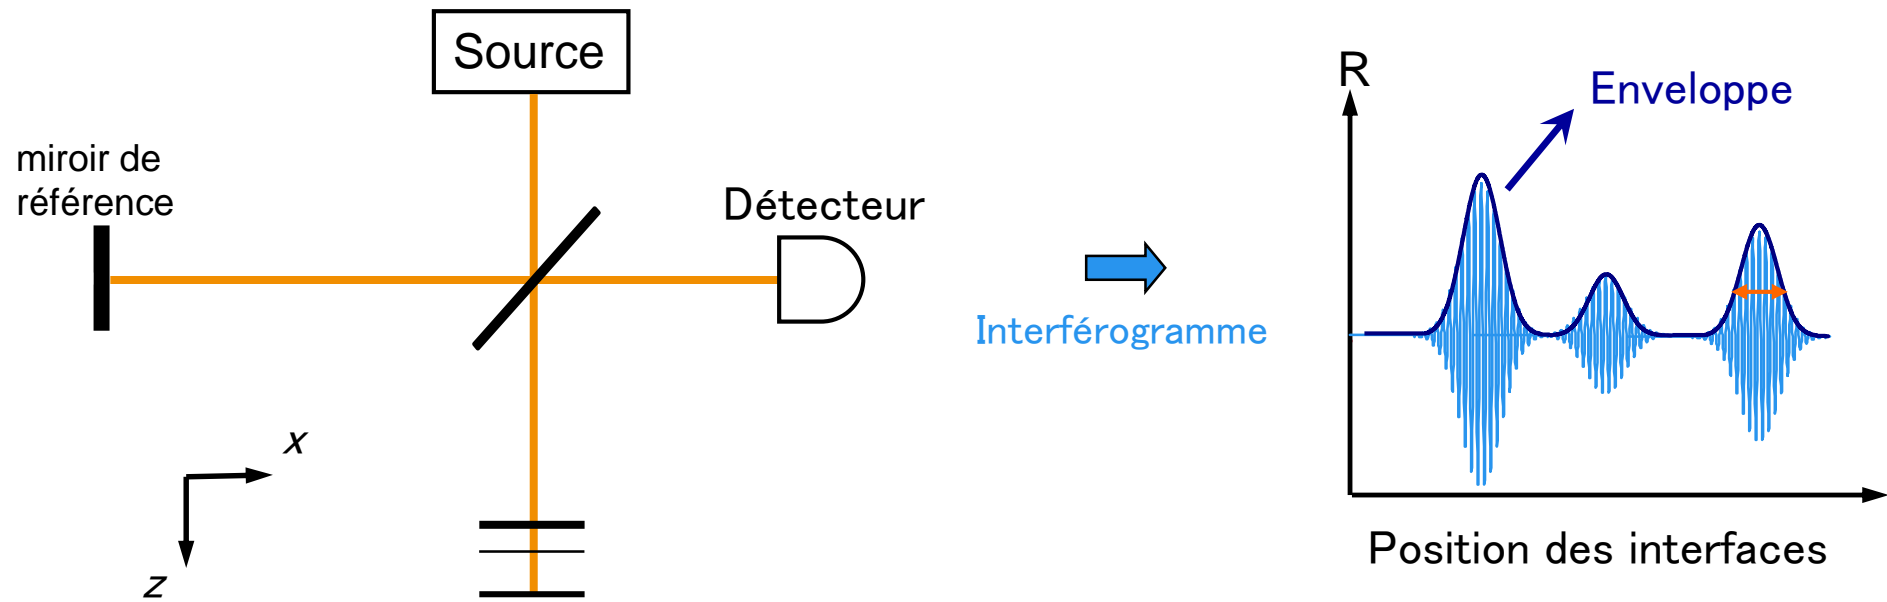 Source
miroir de
référence
Détecteur
x
z
Interférogramme
R
Enveloppe
Position des interfaces